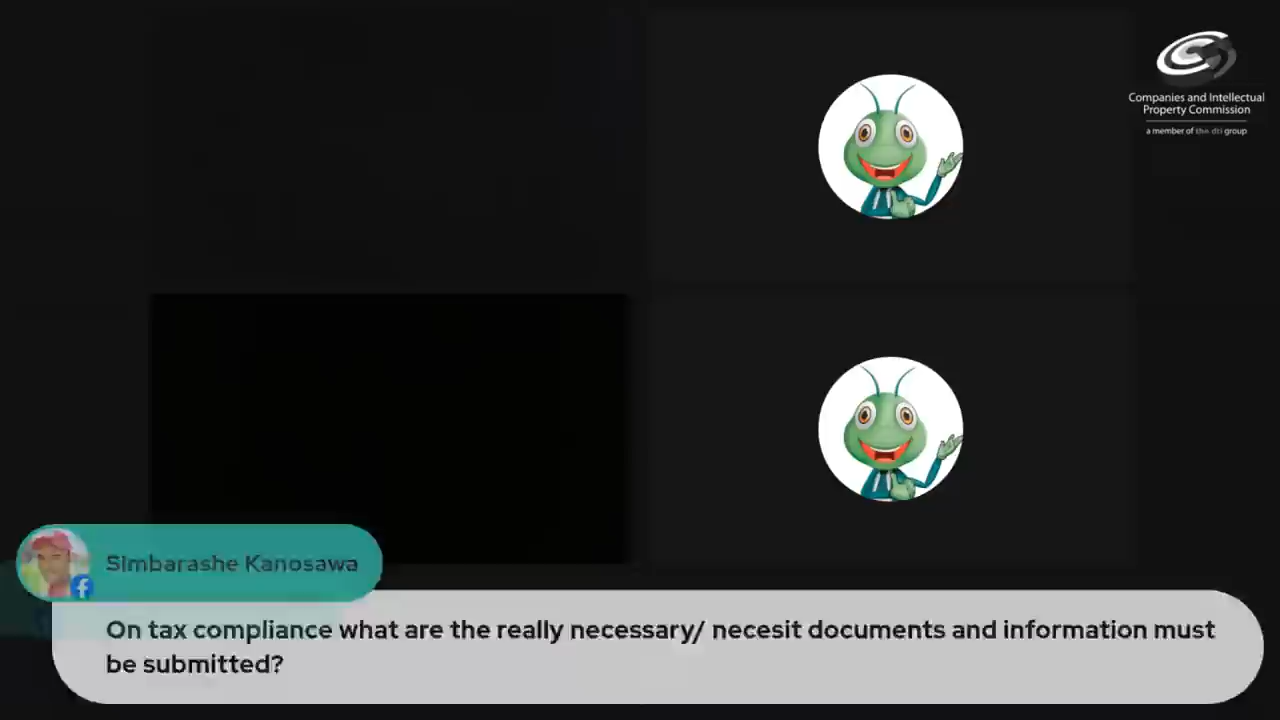 Companies and Intellectual
Property Commission
a member of the dti group
Simbarashe Kanosawa
On tax compliance what are the really necessary/ necesit documents and information must
be submitted?